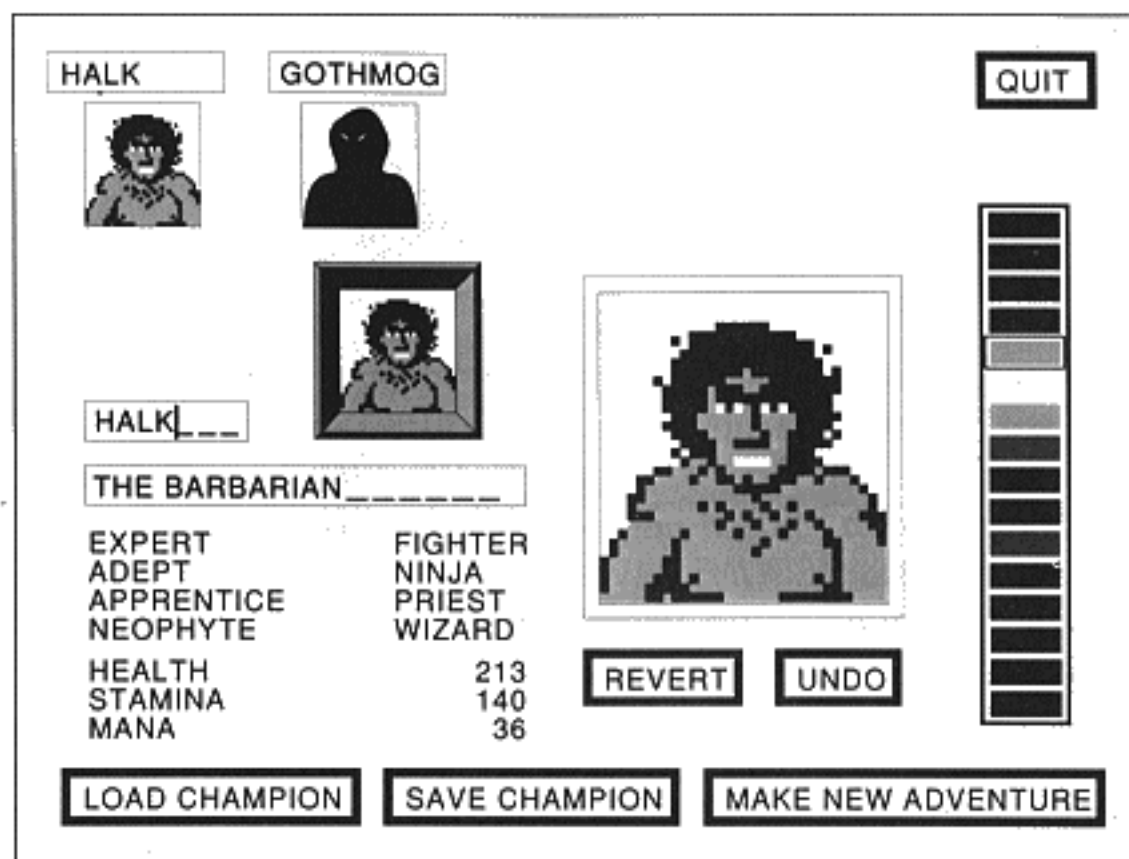 HALK GOTHMOG QUIT
HALK___
THE BARBARIAN______
EXPERT FIGHTER
ADEPT NINJA
APPRENTICE PRIEST
NEOPHYTE WIZARD
HEALTH 213
STAMINA 140
MANA 36
REVERT UNDO
LOAD CHAMPION SAVE CHAMPION MAKE NEW ADVENTURE